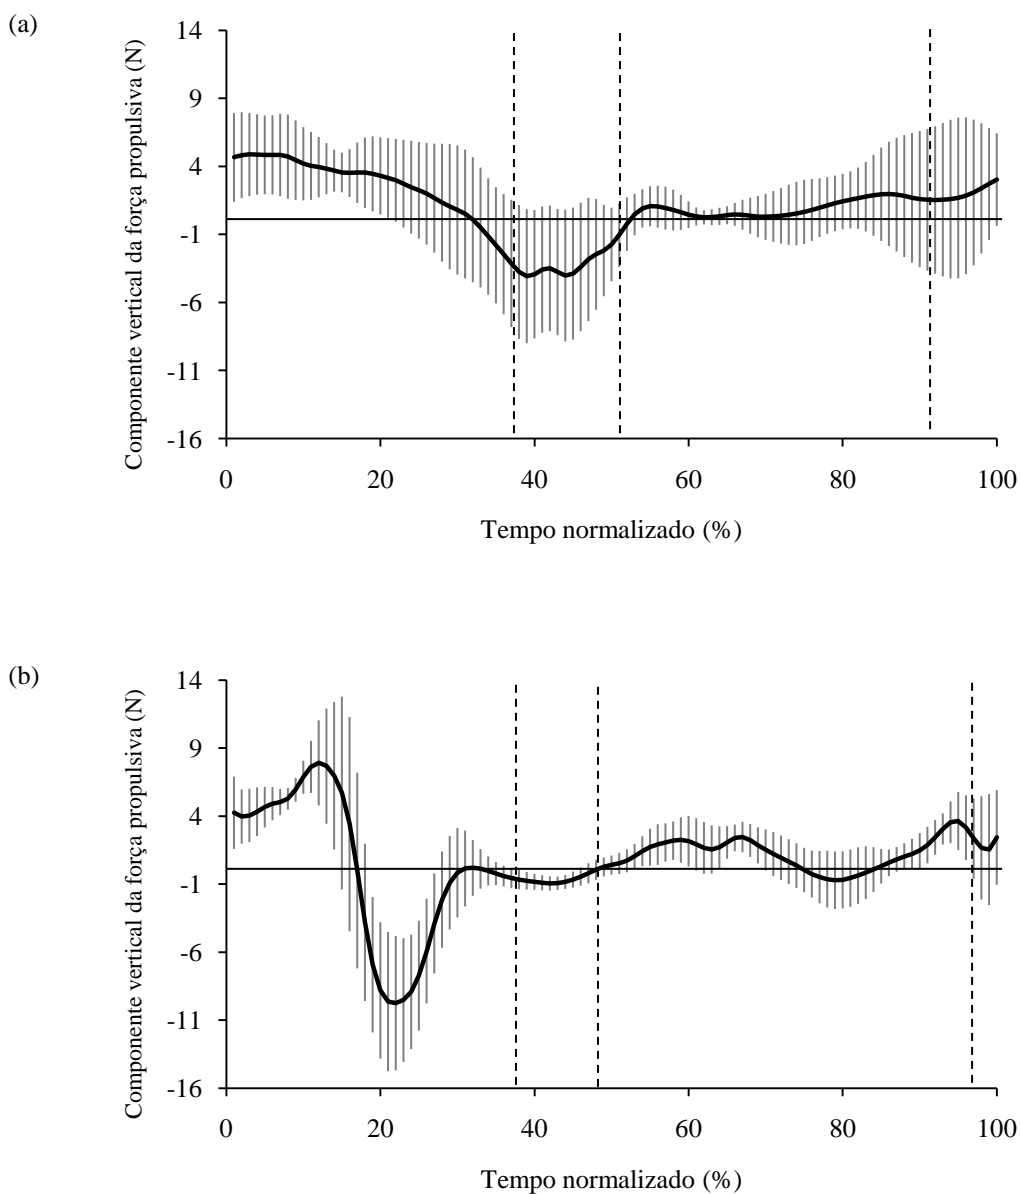 (a)
Componente vertical da força propulsiva (N)
14
9
4
-1
-6
-11
-16
0 20 40 60 80 100
Tempo normalizado (%)
(b)
Componente vertical da força propulsiva (N)
14
9
4
-1
-6
-11
-16
0 20 40 60 80 100
Tempo normalizado (%)